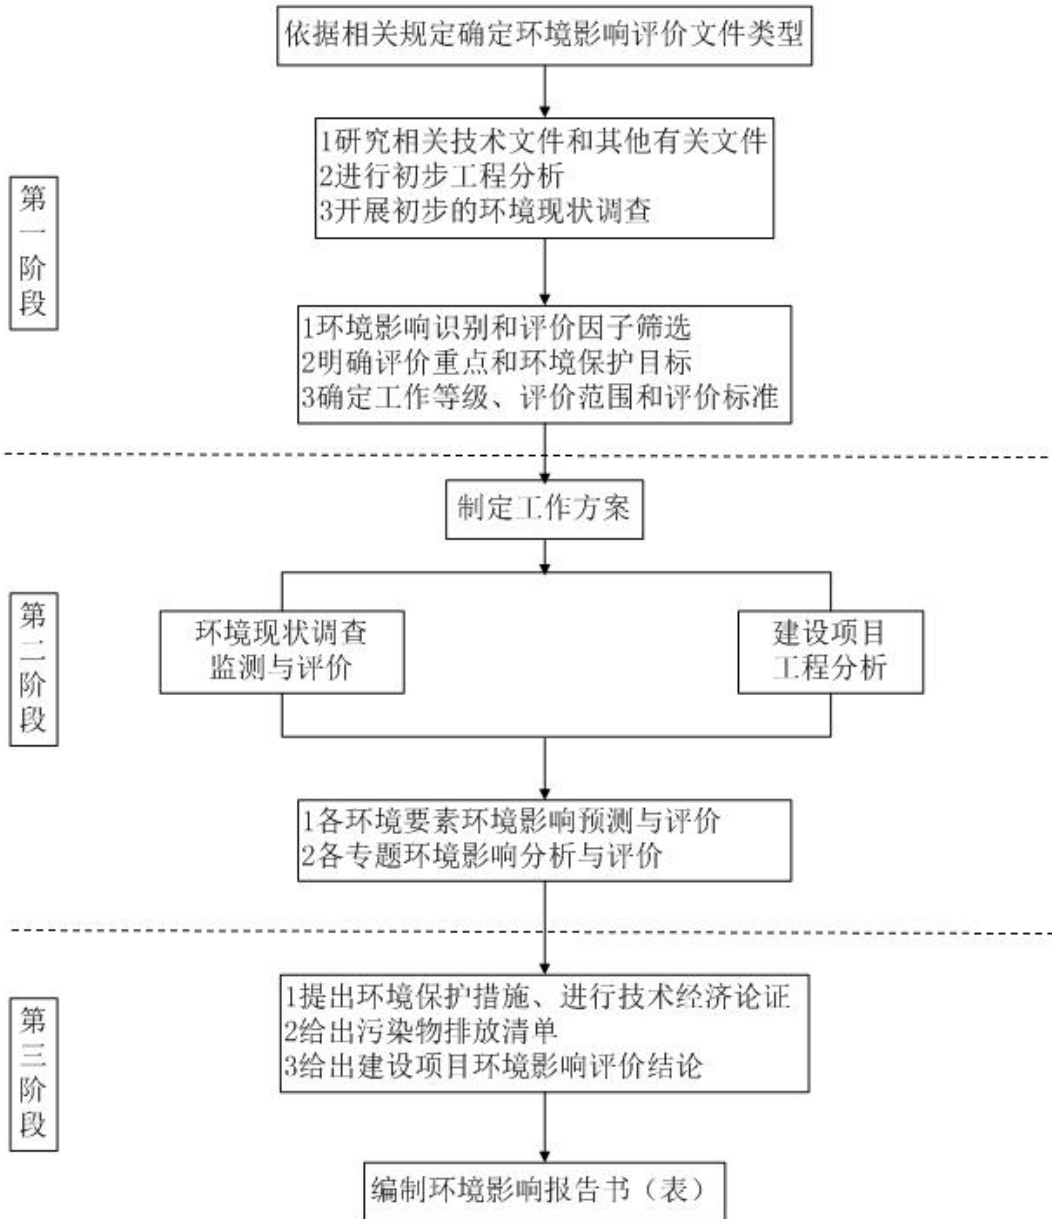 依据相关规定确定环境影响评价文件类型
第一阶段
1研究相关技术文件和其他有关文件
2进行初步工程分析
3开展初步的环境现状调查
1环境影响识别和评价因子筛选
2明确评价重点和环境保护目标
3确定工作等级、评价范围和评价标准
第二阶段
制定工作方案
环境现状调查
监测与评价
建设项目
工程分析
1各环境要素环境影响预测与评价
2各专题环境影响分析与评价
第三阶段
1提出环境保护措施、进行技术经济论证
2给出污染物排放清单
3给出建设项目环境影响评价结论
编制环境影响报告书（表）